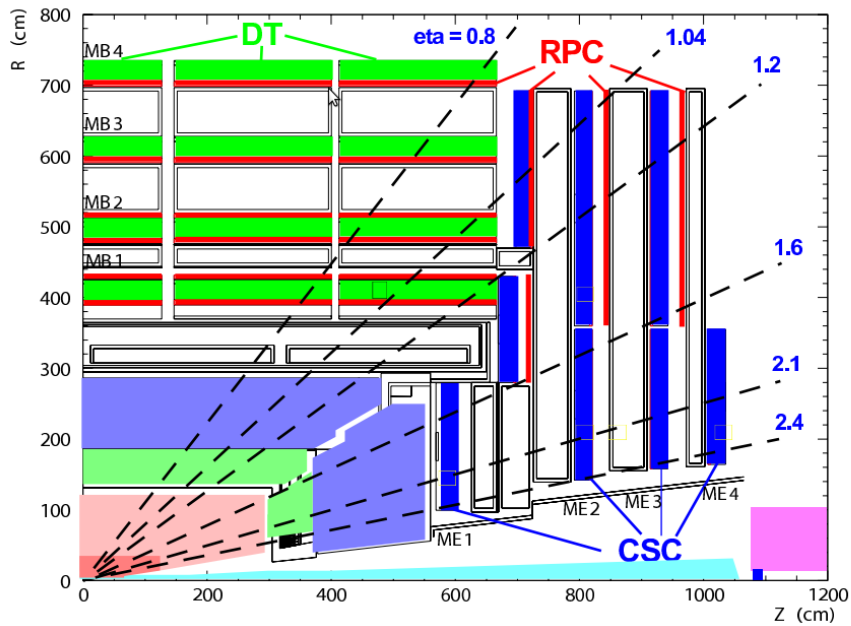 R (cm)
800
700
600
500
400
300
200
100
0
MB 4
MB 3
MB 2
MB 1
DT
eta = 0.8
RPC
1.04
1.2
1.6
2.1
2.4
ME 1
ME 2
ME 3
ME 4
CSC
0
200
400
600
800
1000
1200
Z (cm)